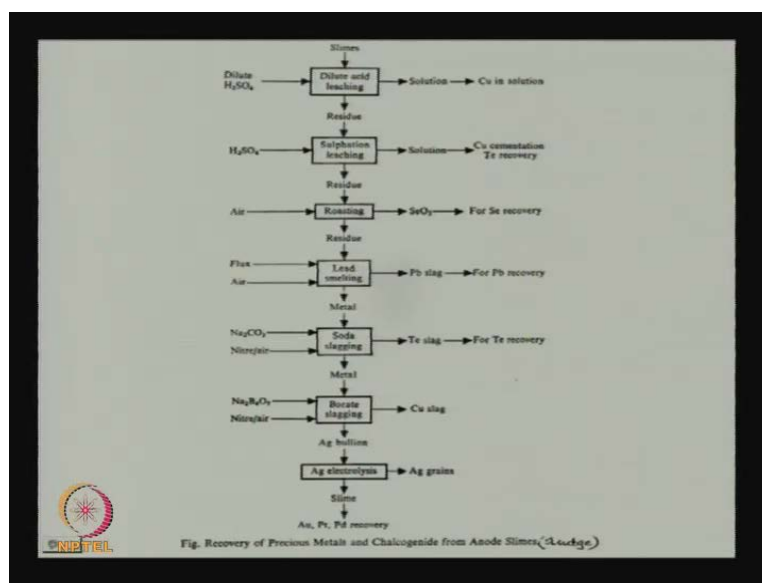 Slimes
Dilute
H₂SO₄
Dilute acid
leaching
Solution
Cu in solution
Residue
H₂SO₄
Sulphation
leaching
Solution
Cu cementation
Te recovery
Residue
Air
Roasting
SeO₂
For Se recovery
Residue
Flux
Air
Lead
smelting
Pb slag
For Pb recovery
Metal
Na₂CO₃
Nitre/air
Soda
slagging
Te slag
For Te recovery
Metal
Na₂B₄O₇
Nitre/air
Borate
slagging
Cu slag
Ag bullion
Ag electrolysis
Ag grains
Slime
Au, Pt, Pd recovery
Fig. Recovery of Precious Metals and Chalcogenide from Anode Slimes (Sludge)
NPTEL